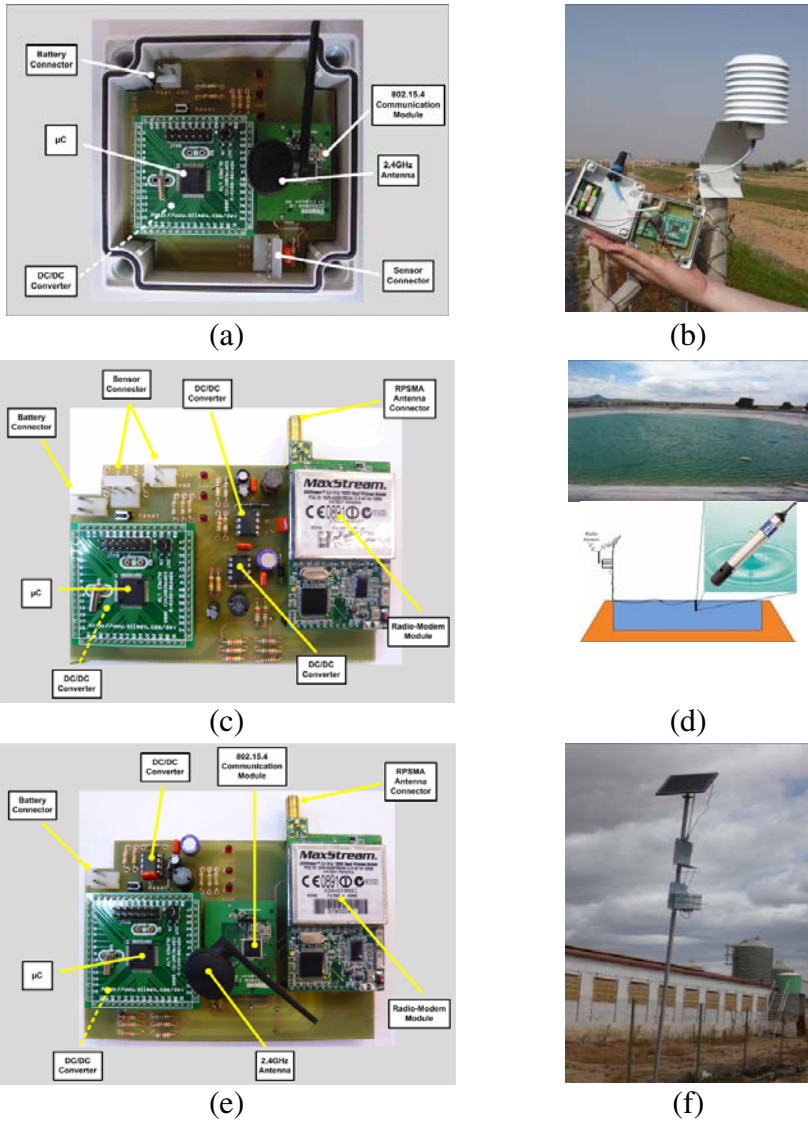 Battery
Connector
802.15.4
Communication
Module
µC
2,4GHz
Antenna
DC/DC
Converter
Sensor
Connector
(a)
(b)
Sensor
Connector
DC/DC
Converter
RPSMA
Antenna
Connector
Battery
Connector
Reset
MaxStream.
µC
Radio-Modem
Module
DC/DC
Converter
DC/DC
Converter
(c)
(d)
DC/DC
Converter
802.15.4
Communication
Module
RPSMA
Antenna
Connector
Battery
Connector
MaxStream.
µC
Radio-Modem
Module
DC/DC
Converter
2,4GHz
Antenna
(e)
(f)